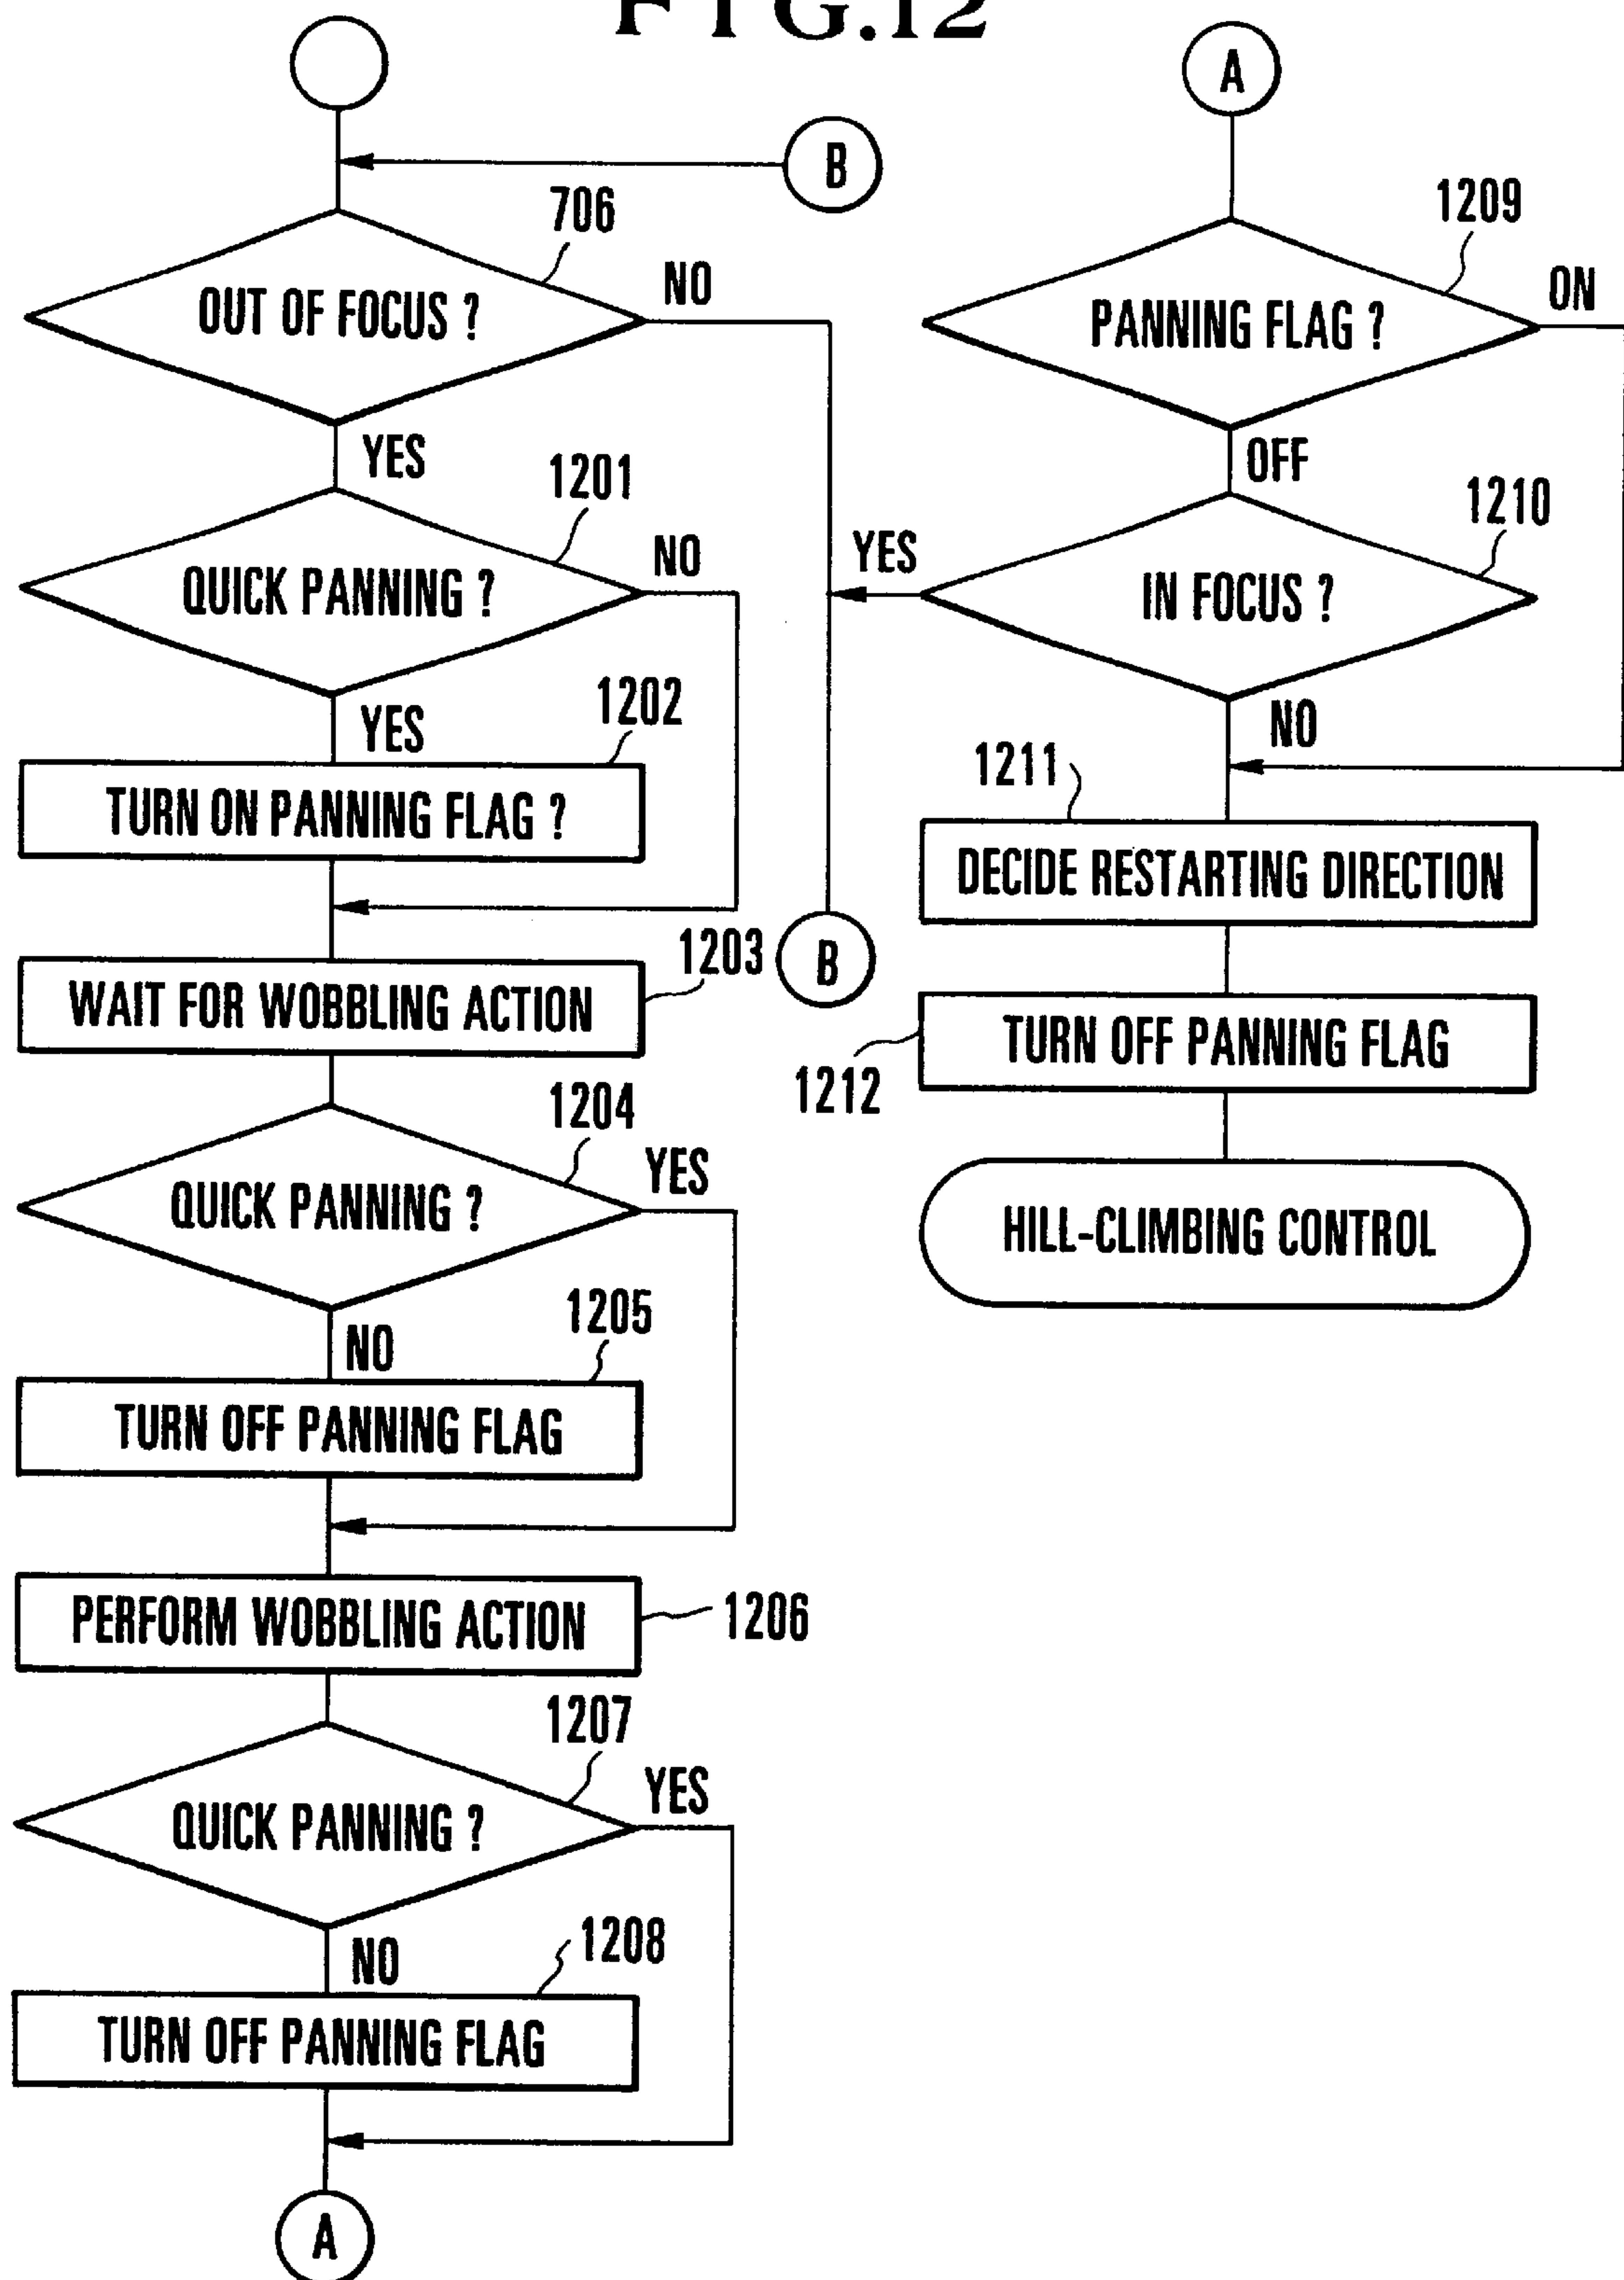 FIG.12
B
706
OUT OF FOCUS ?
NO
YES
1201
QUICK PANNING ?
NO
YES
1202
TURN ON PANNING FLAG ?
1203
WAIT FOR WOBBLING ACTION
B
1204
QUICK PANNING ?
YES
NO
1205
TURN OFF PANNING FLAG
PERFORM WOBBLING ACTION
1206
1207
QUICK PANNING ?
YES
NO
1208
TURN OFF PANNING FLAG
A
A
1209
PANNING FLAG ?
ON
OFF
1210
YES
IN FOCUS ?
NO
1211
DECIDE RESTARTING DIRECTION
TURN OFF PANNING FLAG
1212
HILL-CLIMBING CONTROL